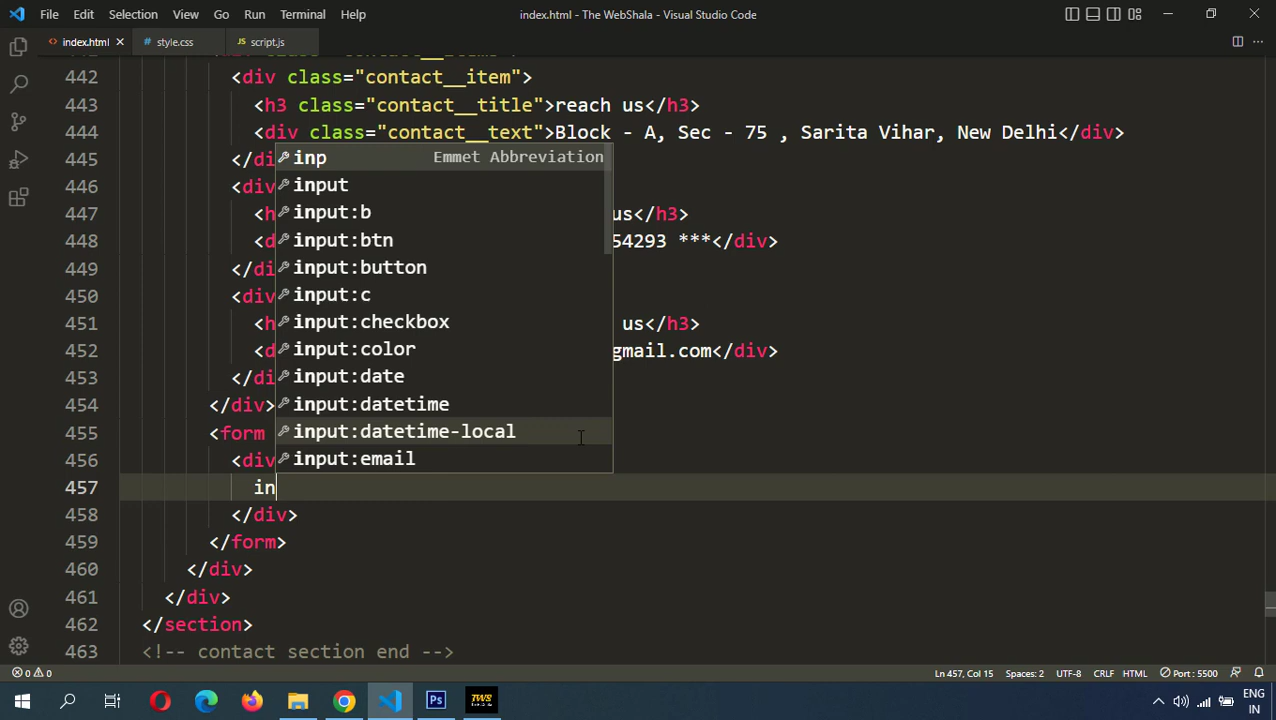 File Edit Selection View Go Run Terminal Help
index.html - The WebShala - Visual Studio Code
<> index.html
style.css
JS script.js
442 <div class="contact__item">
443 <h3 class="contact__title">reach us</h3>
444 <div class="contact__text">Block - A, Sec - 75 , Sarita Vihar, New Delhi</div>
445 </di
inp Emmet Abbreviation
446 <div
input
447 <h us</h3>
input:b
448 <d 54293 ***</div>
input:btn
449 </di
input:button
450 <div
input:c
451 <h us</h3>
input:checkbox
452 <d gmail.com</div>
input:color
453 </di
input:date
454 </div>
input:datetime
455 <form
input:datetime-local
456 <div
input:email
457 in
458 </div>
459 </form>
460 </div>
461 </div>
462 </section>
463 <!-- contact section end -->
0 0 Ln 457, Col 15 Spaces: 2 UTF-8 CRLF HTML Port : 5500
Ps
TWS
ENG
IN